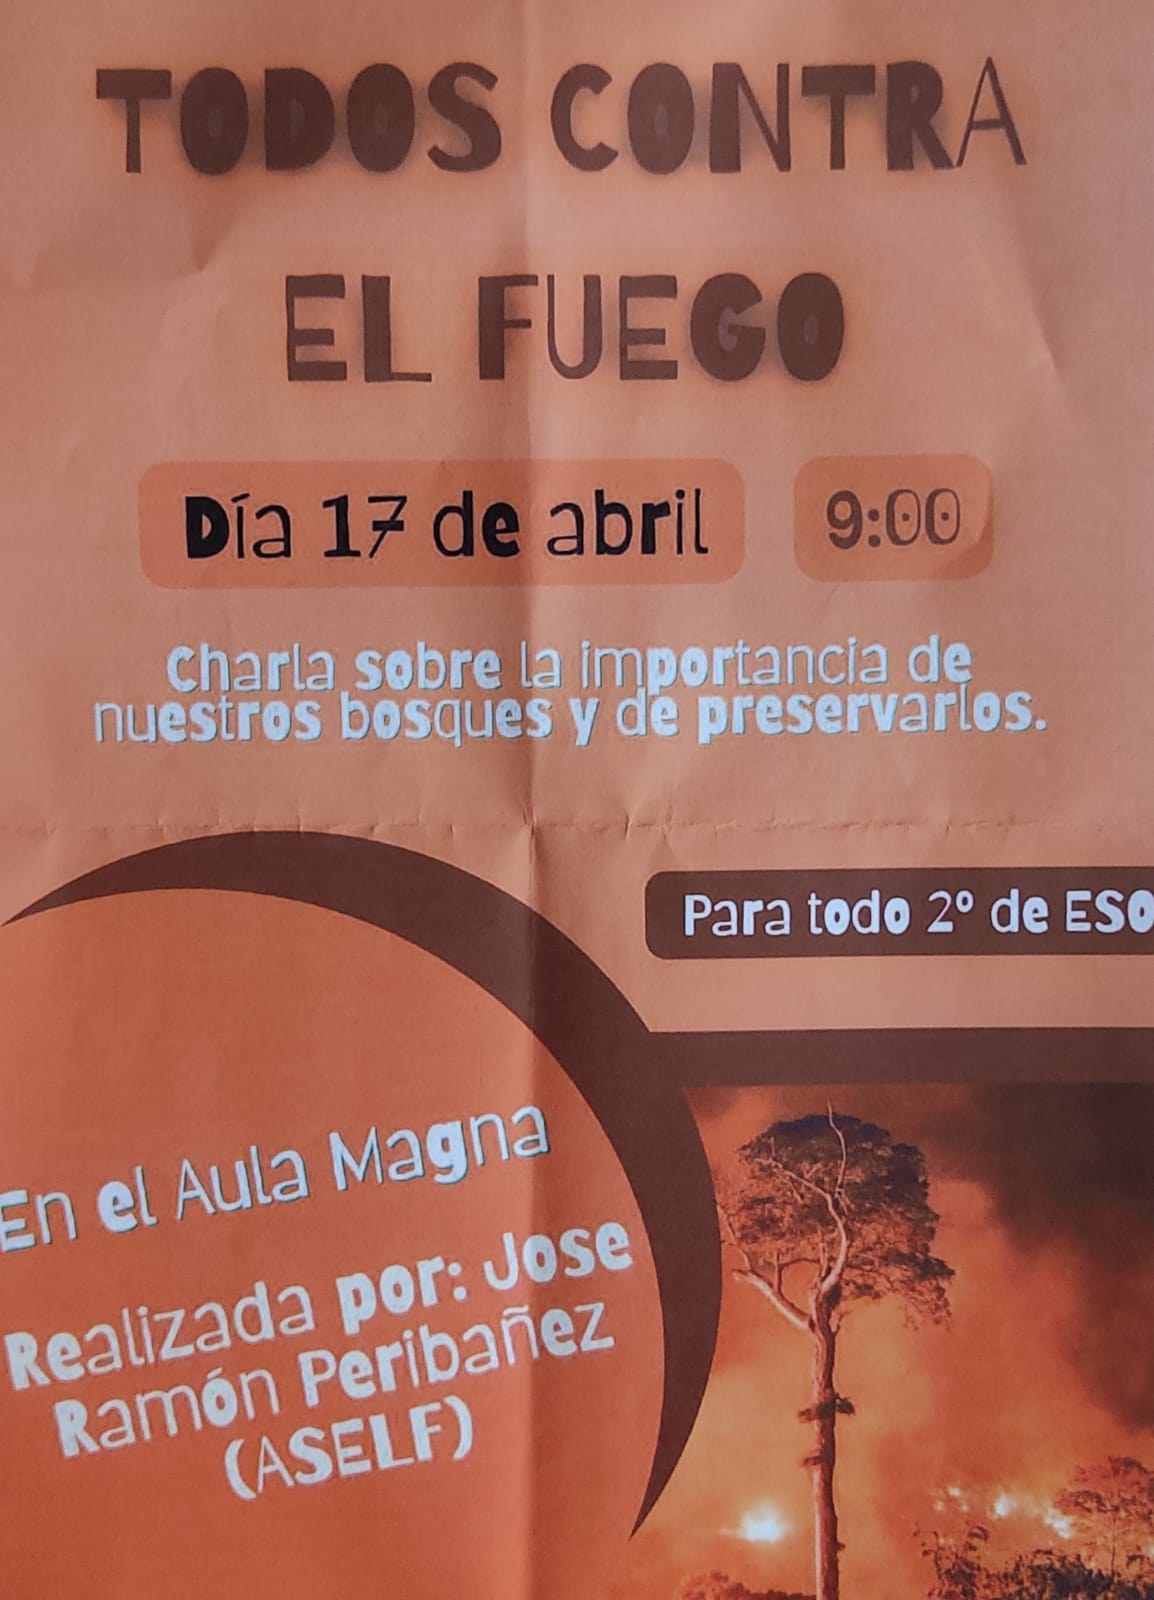 TODOS CONTRA
EL FUEGO
Día 17 de abril
9:00
Charla sobre la importancia de
nuestros bosques y de preservarlos.
Para todo 2º de ESO
En el Aula Magna
Realizada por: Jose
Ramón Peribañez
(ASELF)